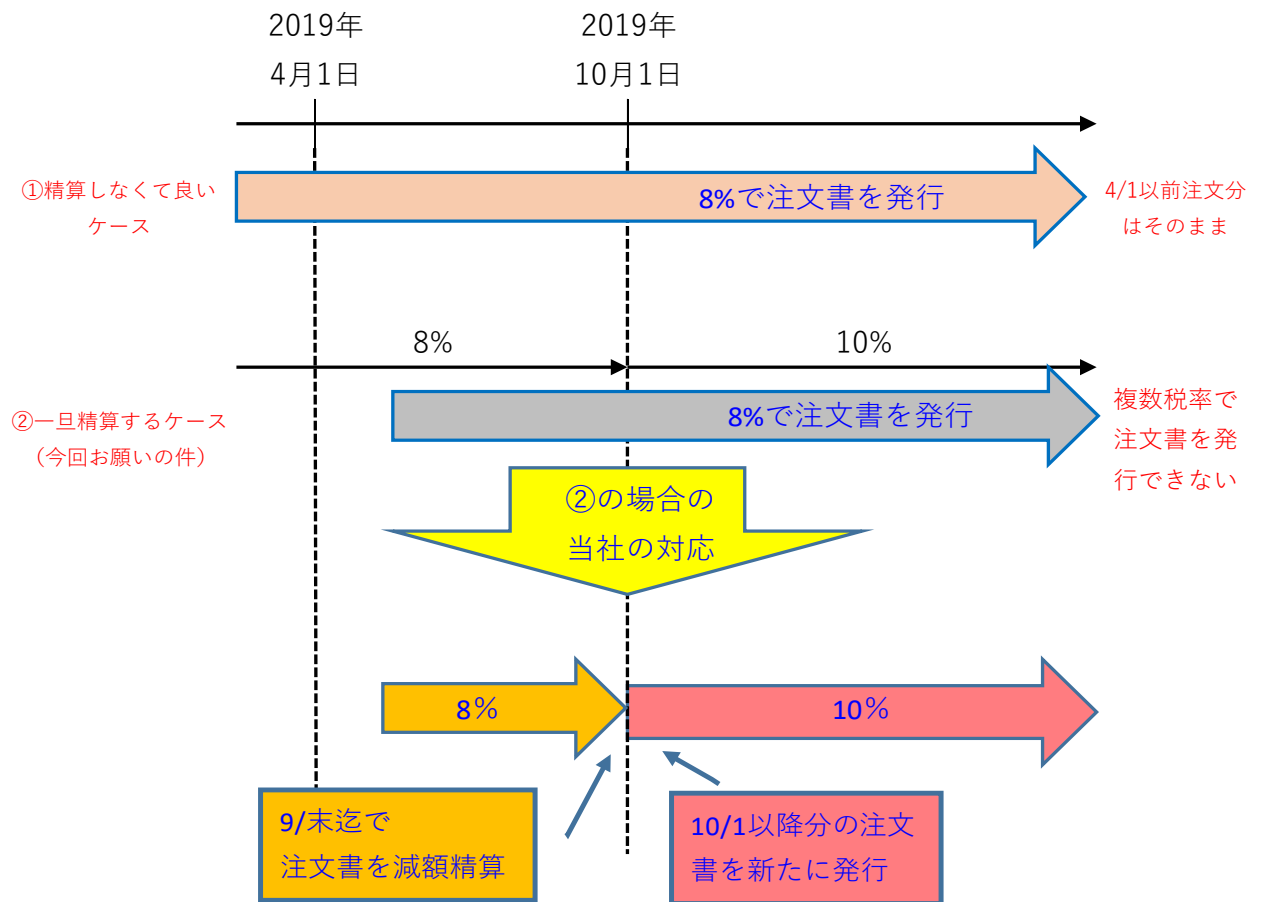 2019年
4月1日
2019年
10月1日
①精算しなくて良い
ケース
8%で注文書を発行
4/1以前注文分
はそのまま
8%
10%
②一旦精算するケース
（今回お願いの件）
8%で注文書を発行
複数税率で
注文書を発
行できない
②の場合の
当社の対応
8％
10％
9/末迄で
注文書を減額精算
10/1以降分の注文
書を新たに発行